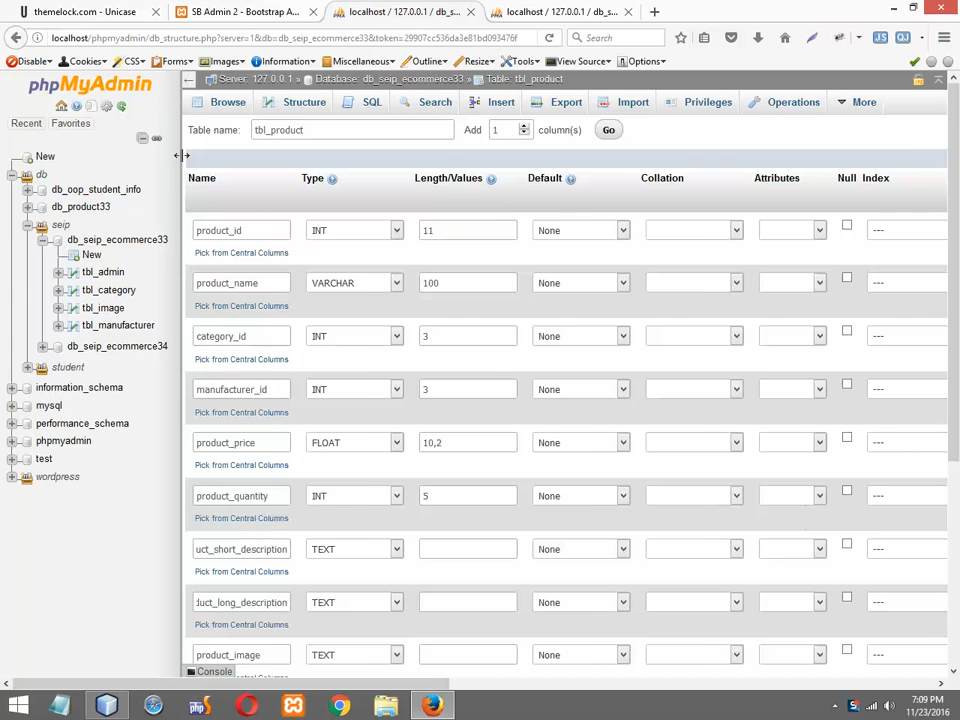 themelock.com - Unicase
SB Admin 2 - Bootstrap A...
localhost / 127.0.0.1 / db_s...
localhost / 127.0.0.1 / db_s...
localhost/phpmyadmin/db_structure.php?server=1&db=db_seip_ecommerce33&token=29907cc536da3e81bd093476f
Search
Disable Cookies CSS Forms Images Information Miscellaneous Outline Resize Tools View Source Options
phpMyAdmin
Server: 127.0.0.1 » Database: db_seip_ecommerce33 » Table: tbl_product
Browse Structure SQL Search Insert Export Import Privileges Operations More
Recent Favorites
Table name: tbl_product Add 1 column(s) Go
New
db
db_oop_student_info
db_product33
seip
db_seip_ecommerce33
New
tbl_admin
tbl_category
tbl_image
tbl_manufacturer
db_seip_ecommerce34
student
information_schema
mysql
performance_schema
phpmyadmin
test
wordpress
Name Type Length/Values Default Collation Attributes Null Index
product_id INT 11 None ---
Pick from Central Columns
product_name VARCHAR 100 None ---
Pick from Central Columns
category_id INT 3 None ---
Pick from Central Columns
manufacturer_id INT 3 None ---
Pick from Central Columns
product_price FLOAT 10,2 None ---
Pick from Central Columns
product_quantity INT 5 None ---
Pick from Central Columns
uct_short_description TEXT None ---
Pick from Central Columns
duct_long_description TEXT None ---
Pick from Central Columns
product_image TEXT None ---
Console
7:09 PM
11/23/2016